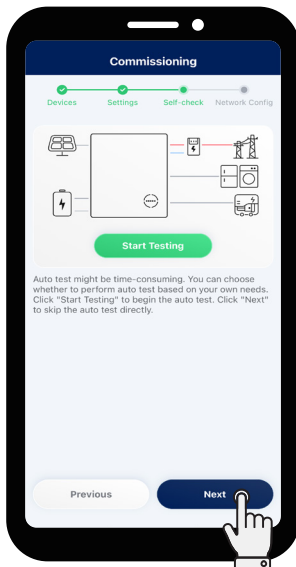 Commissioning
Devices Settings Self-check Network Config
Start Testing
Auto test might be time-consuming. You can choose
whether to perform auto test based on your own needs.
Click "Start Testing" to begin the auto test. Click "Next"
to skip the auto test directly.
Previous Next